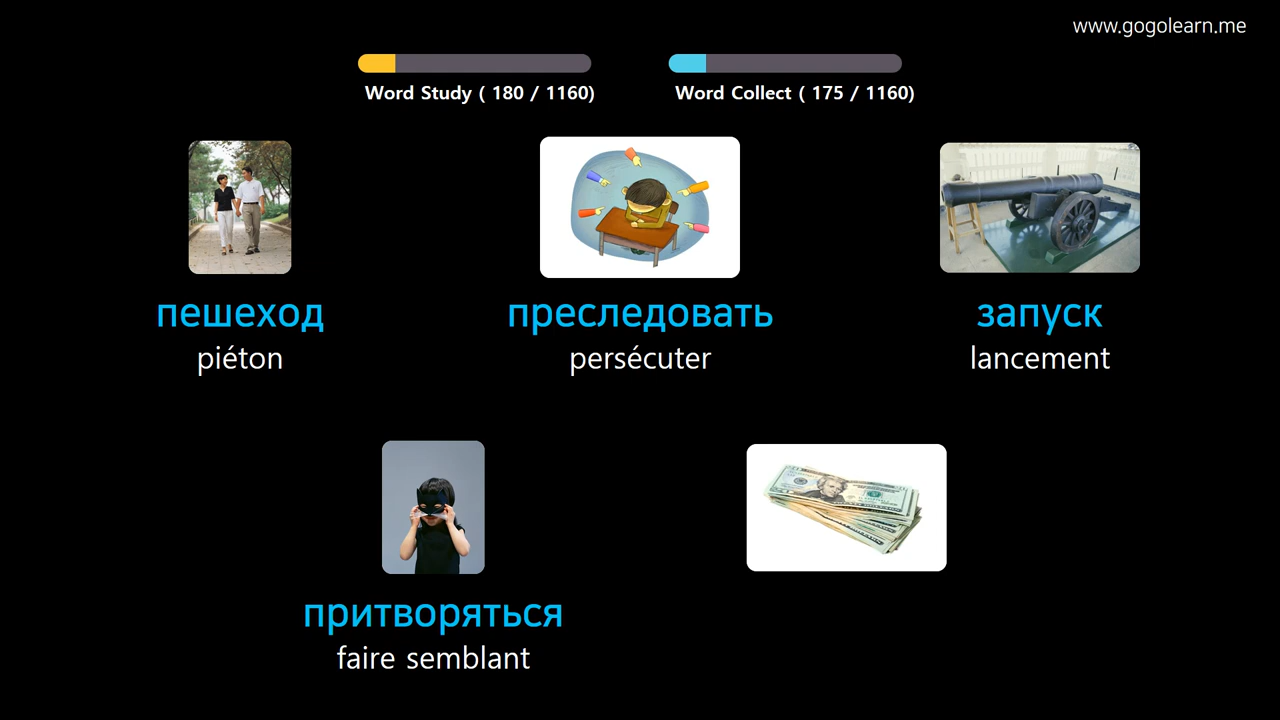 www.gogolearn.me
Word Study ( 180 / 1160)
Word Collect ( 175 / 1160)
пешеход
piéton
преследовать
persécuter
запуск
lancement
притворяться
faire semblant